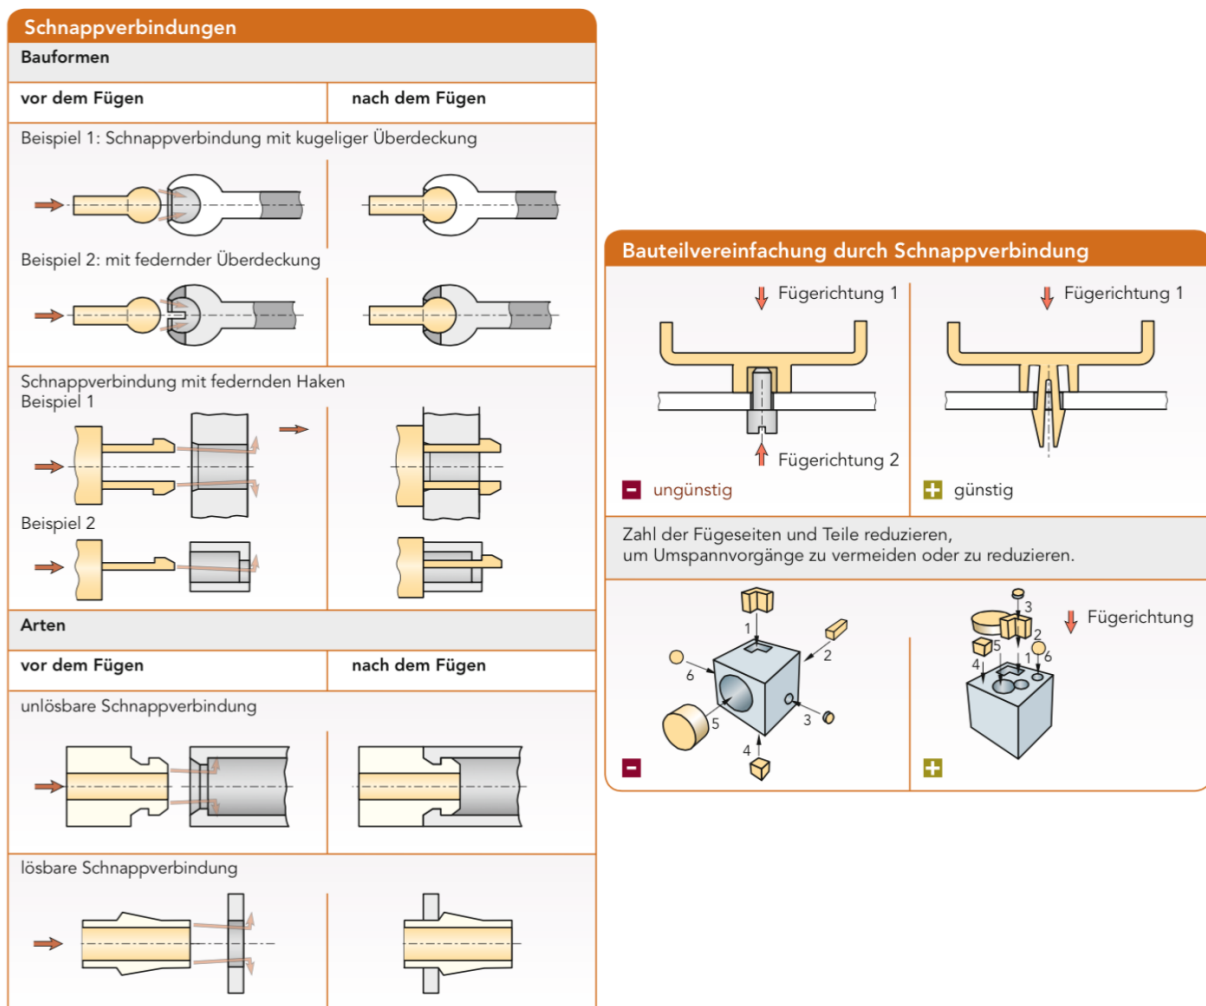 Schnappverbindungen
Bauformen
vor dem Fügen
nach dem Fügen
Beispiel 1: Schnappverbindung mit kugeliger Überdeckung
Beispiel 2: mit federnder Überdeckung
Schnappverbindung mit federnden Haken
Beispiel 1
Beispiel 2
Arten
vor dem Fügen
nach dem Fügen
unlösbare Schnappverbindung
lösbare Schnappverbindung
Bauteilvereinfachung durch Schnappverbindung
Fügerichtung 1
Fügerichtung 2
- ungünstig
Fügerichtung 1
+ günstig
Zahl der Fügeseiten und Teile reduzieren,
um Umspannvorgänge zu vermeiden oder zu reduzieren.
1
2
6
5
3
4
-
3
Fügerichtung
2
5
6
4
1
+